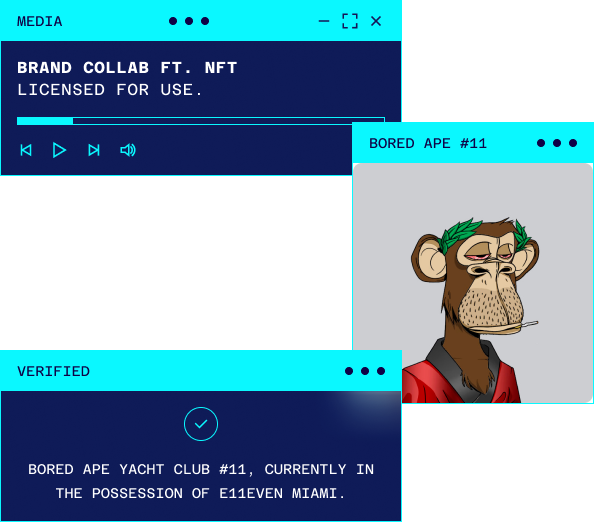 MEDIA
BRAND COLLAB FT. NFT
LICENSED FOR USE.
BORED APE #11
VERIFIED
BORED APE YACHT CLUB #11, CURRENTLY IN
THE POSSESSION OF E11EVEN MIAMI.